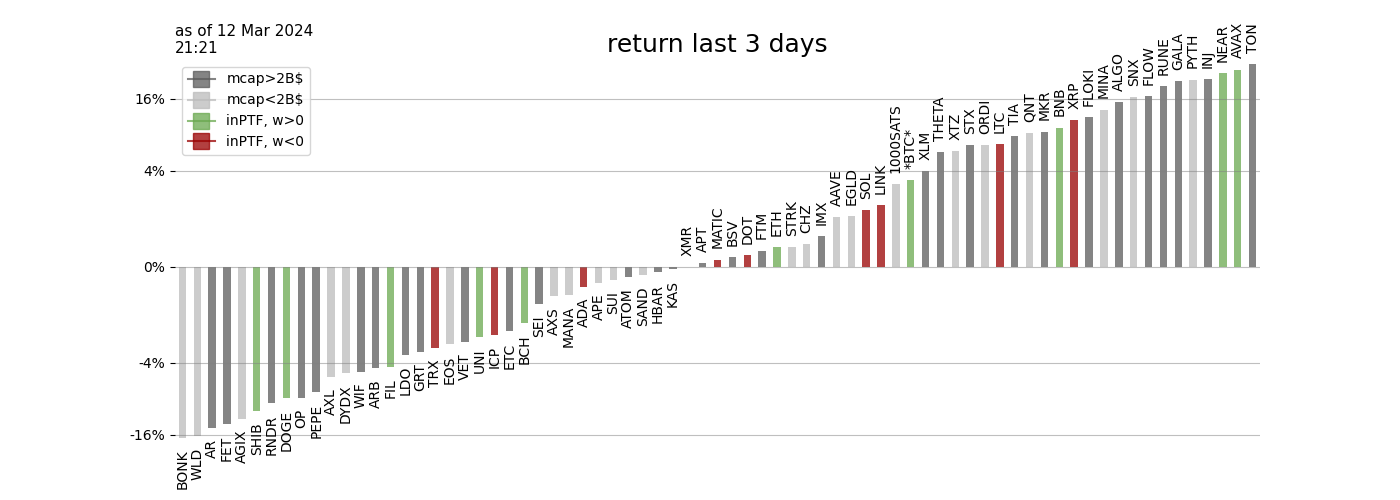 as of 12 Mar 2024
21:21
return last 3 days
mcap>2B$
mcap<2B$
inPTF, w>0
inPTF, w<0
16%
4%
0%
-4%
-16%
BONK
WLD
AR
FET
AGIX
SHIB
RNDR
DOGE
OP
PEPE
AXL
DYDX
WIF
ARB
FIL
LDO
GRT
TRX
EOS
VET
UNI
ICP
ETC
BCH
SEI
AXS
MANA
ADA
APE
SUI
ATOM
SAND
HBAR
KAS
XMR
APT
MATIC
BSV
DOT
FTM
ETH
STRK
CHZ
IMX
AAVE
EGLD
SOL
LINK
1000SATS
*BTC*
XLM
THETA
XTZ
STX
ORDI
LTC
TIA
QNT
MKR
BNB
XRP
FLOKI
MINA
ALGO
SNX
FLOW
RUNE
GALA
PYTH
INJ
NEAR
AVAX
TON